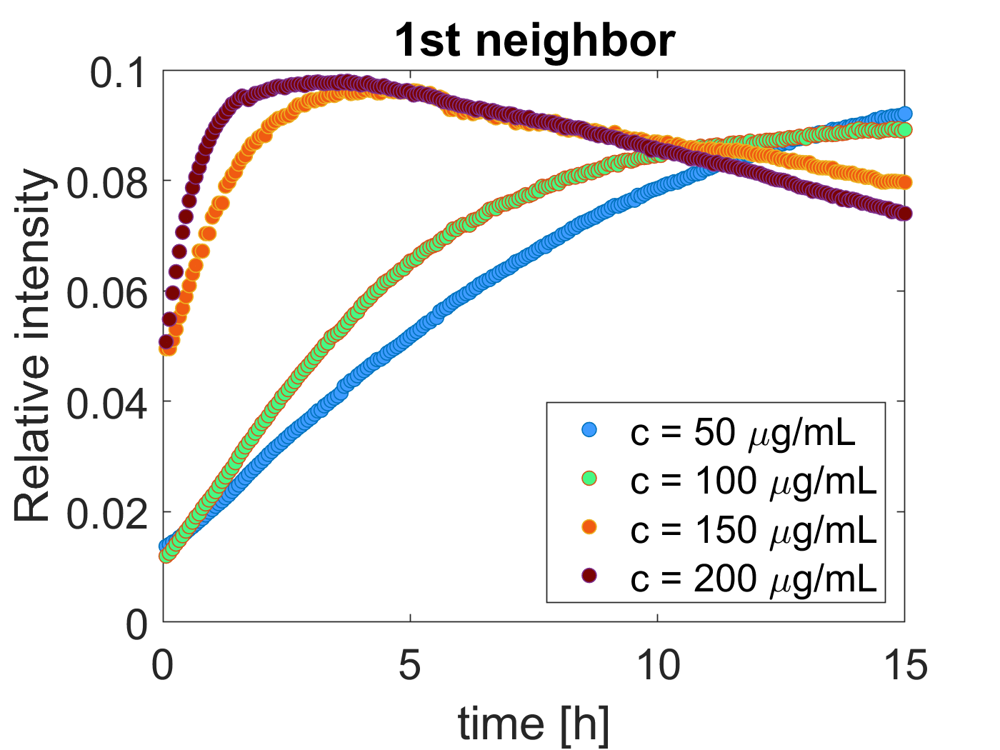 1st neighbor
Relative intensity
0.1
0.08
0.06
0.04
0.02
0
c = 50 μg/mL
c = 100 μg/mL
c = 150 μg/mL
c = 200 μg/mL
0 5 10 15
time [h]